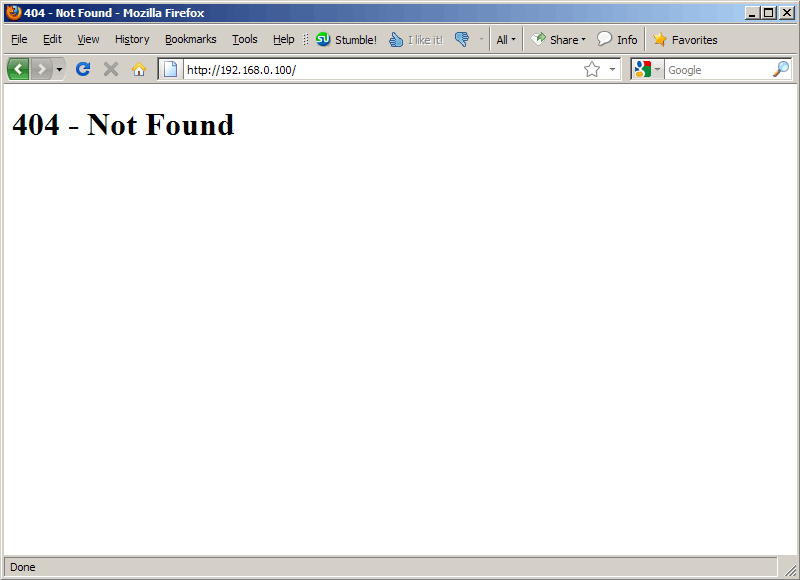 404 - Not Found - Mozilla Firefox
File Edit View History Bookmarks Tools Help Stumble! I like it! All Share Info Favorites
http://192.168.0.100/ Google
404 - Not Found
Done